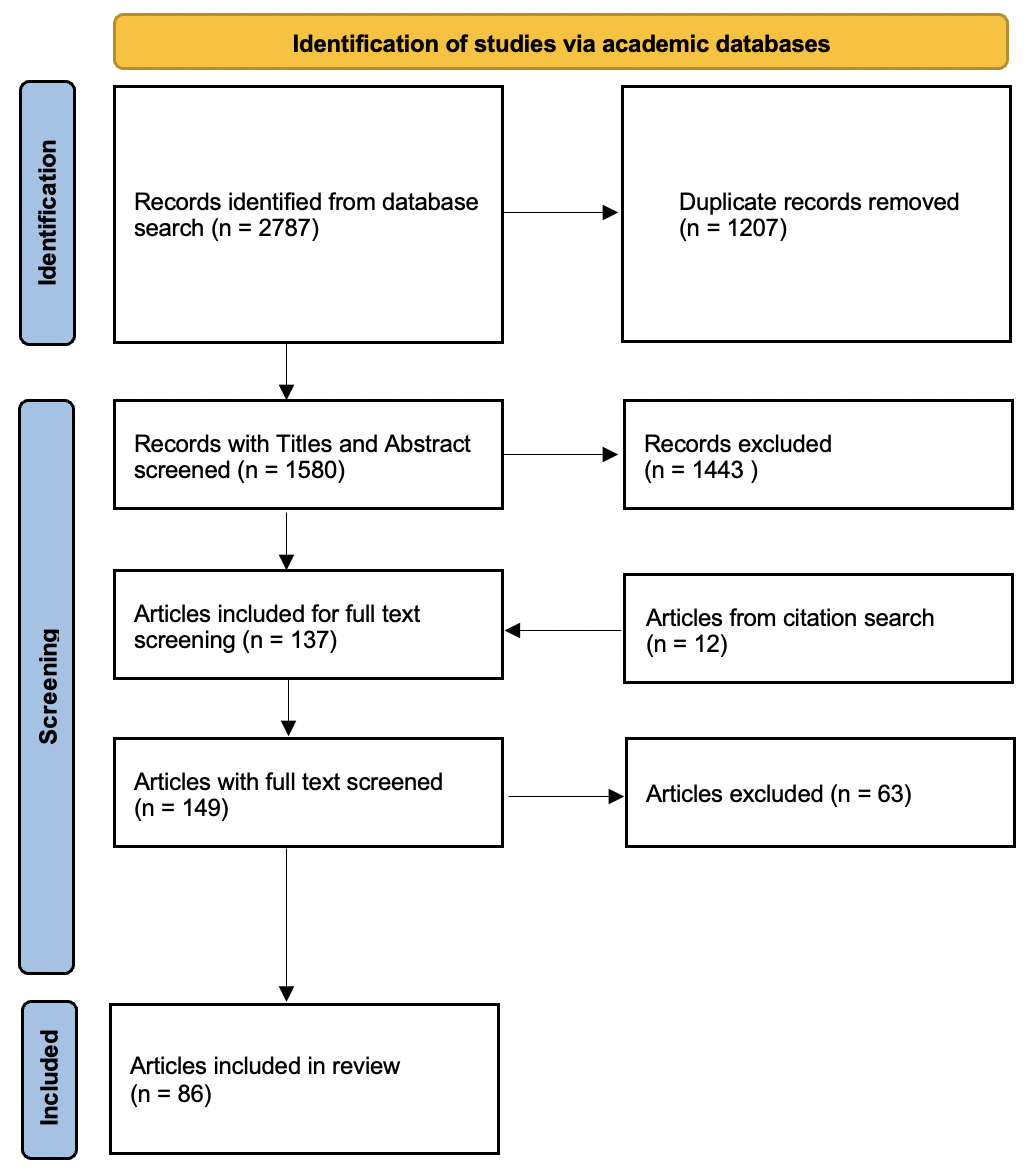 Identification of studies via academic databases
Identification
Records identified from database
search (n = 2787)
Duplicate records removed
(n = 1207)
Screening
Records with Titles and Abstract
screened (n = 1580)
Records excluded
(n = 1443 )
Articles included for full text
screening (n = 137)
Articles from citation search
(n = 12)
Articles with full text screened
(n = 149)
Articles excluded (n = 63)
Included
Articles included in review
(n = 86)